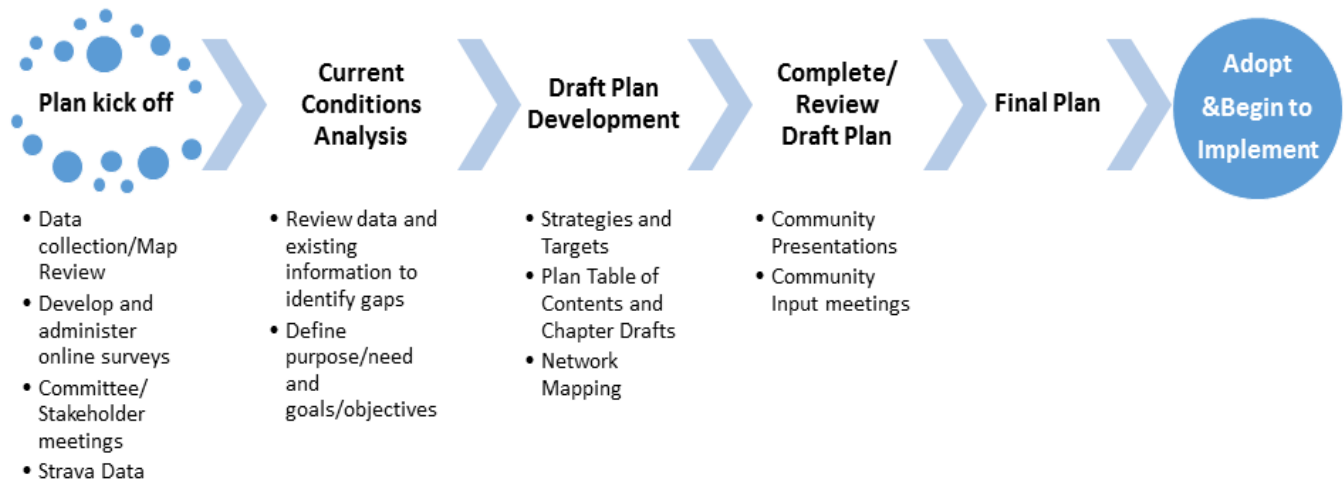 Plan kick off
• Data
collection/Map
Review
• Develop and
administer
online surveys
• Committee/
Stakeholder
meetings
• Strava Data
Current
Conditions
Analysis
• Review data and
existing
information to
identify gaps
• Define
purpose/need
and
goals/objectives
Draft Plan
Development
• Strategies and
Targets
• Plan Table of
Contents and
Chapter Drafts
• Network
Mapping
Complete/
Review
Draft Plan
• Community
Presentations
• Community
Input meetings
Final Plan
Adopt
&Begin to
Implement